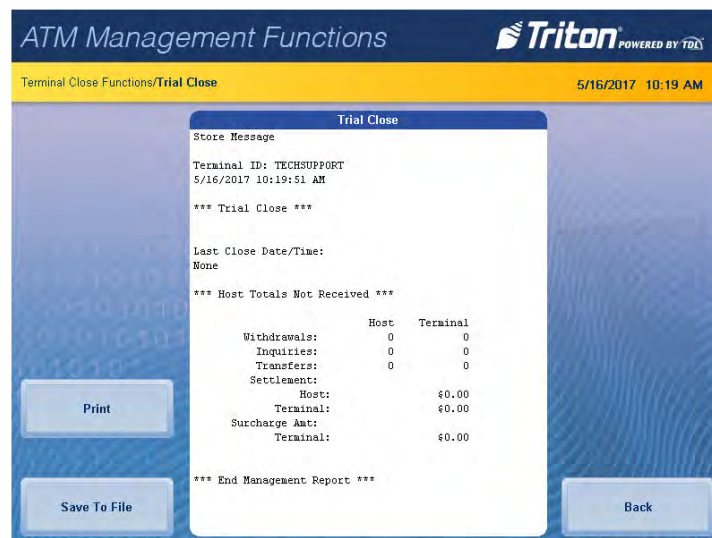 ATM Management Functions
Triton POWERED BY TDL
Terminal Close Functions/Trial Close
5/16/2017 10:19 AM
Trial Close
Store Message
Terminal ID: TECHSUPPORT
5/16/2017 10:19:51 AM
*** Trial Close ***
Last Close Date/Time:
None
*** Host Totals Not Received ***
Host Terminal
Withdrawals: 0 0
Inquiries: 0 0
Transfers: 0 0
Settlement:
Host: $0.00
Terminal: $0.00
Surcharge Amt:
Terminal: $0.00
*** End Management Report ***
Print
Save To File
Back